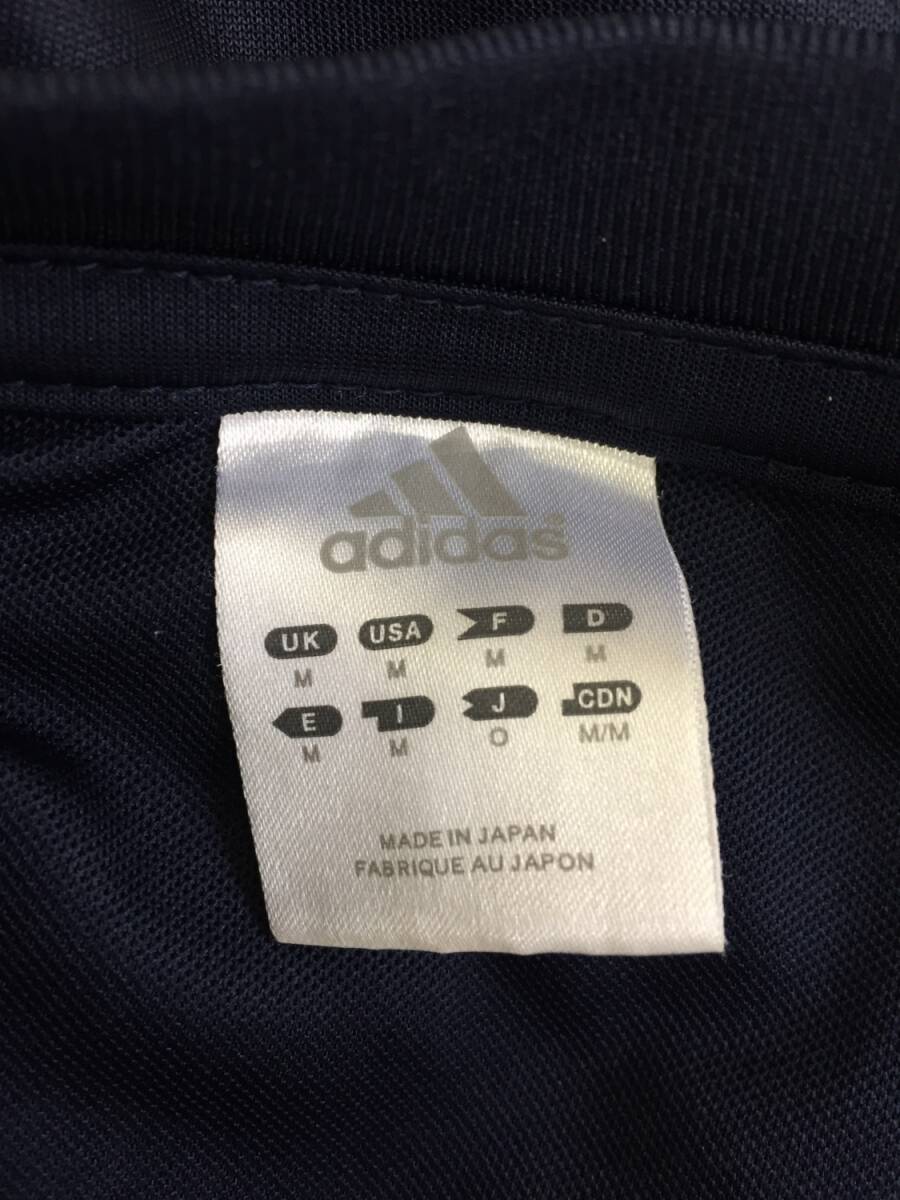 adidas
UK USA F D
M M M M
E I J CDN
M M O M/M
MADE IN JAPAN
FABRIQUE AU JAPON